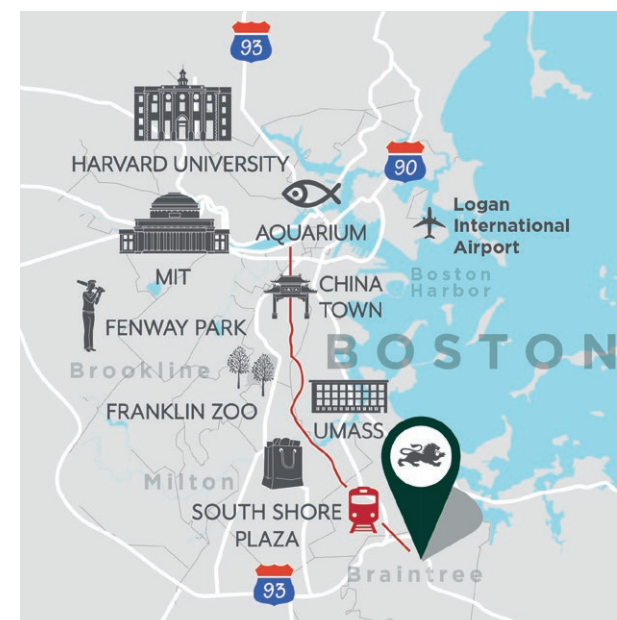 93
HARVARD UNIVERSITY
90
AQUARIUM
Logan
International
Airport
MIT
CHINA
TOWN
Boston
Harbor
FENWAY PARK
BOSTON
Brookline
FRANKLIN ZOO
UMASS
Milton
SOUTH SHORE
PLAZA
Braintree
93